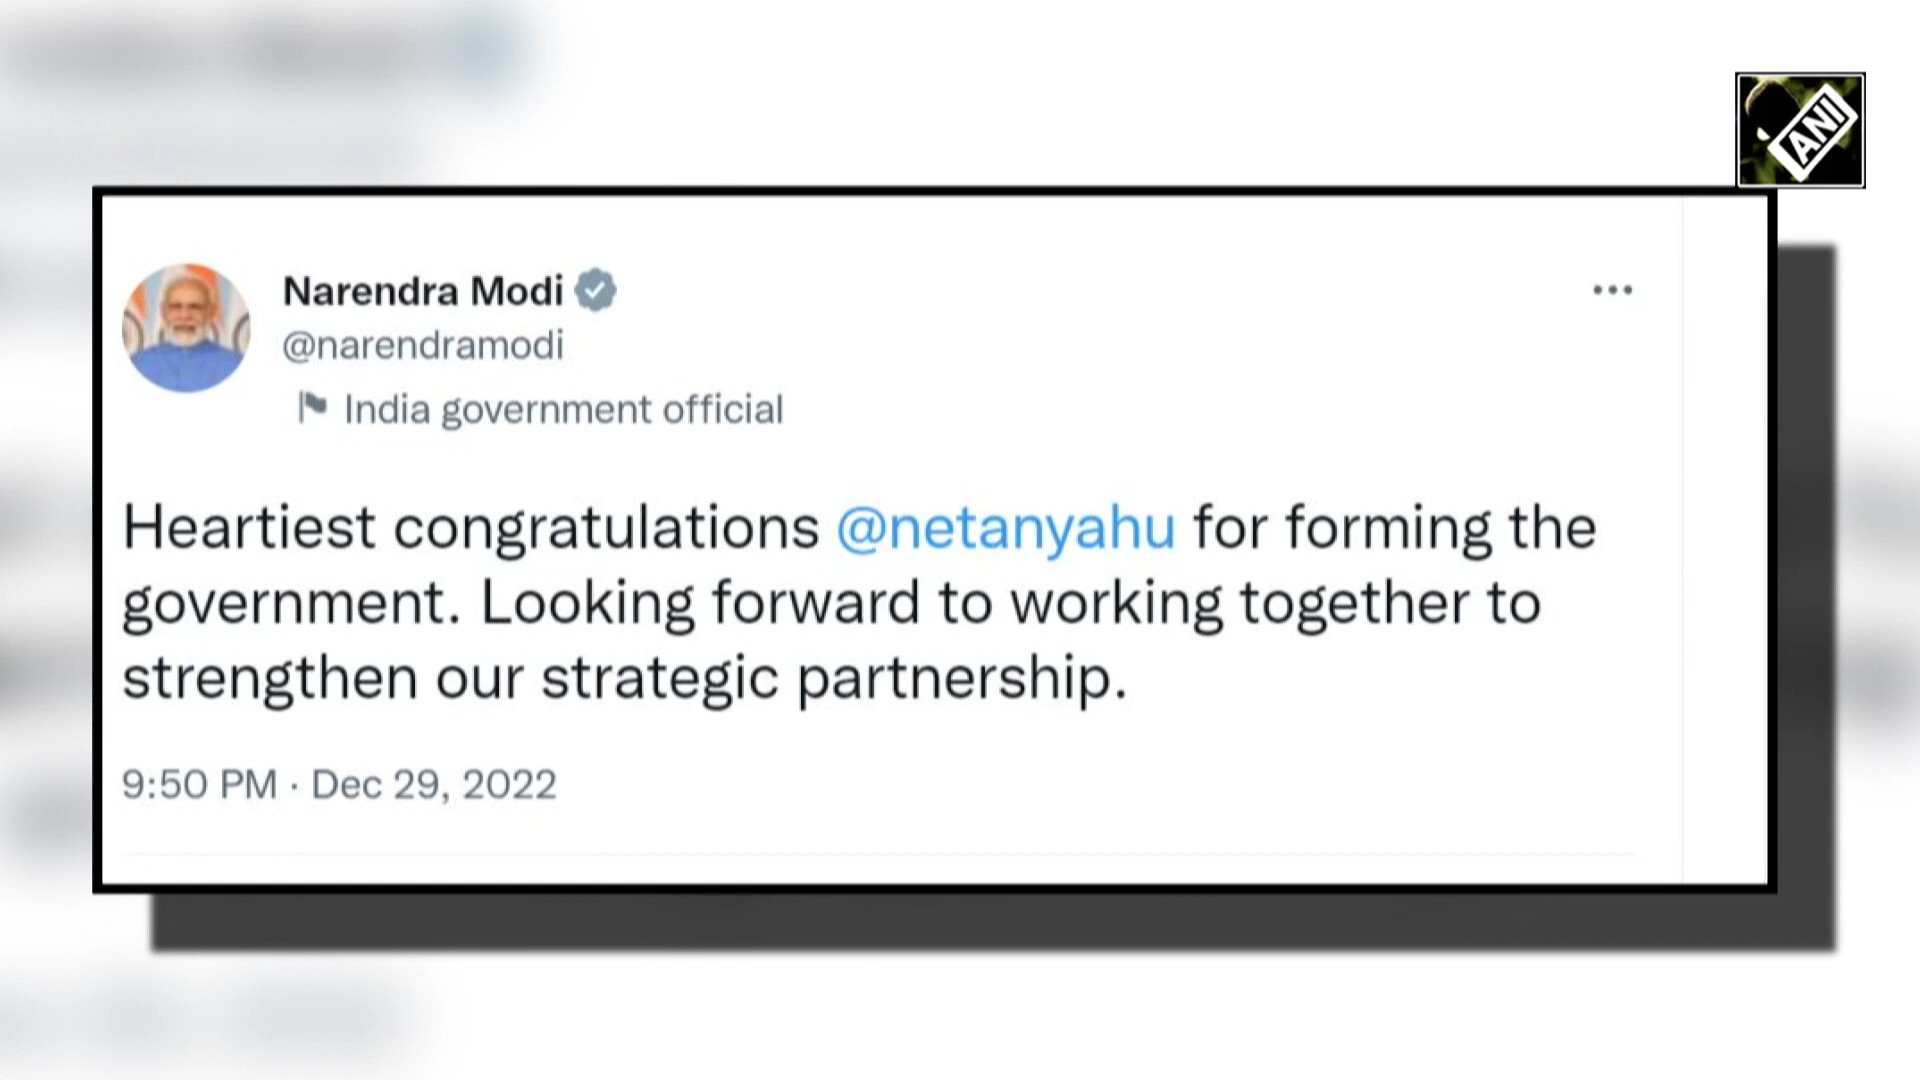 ANI
Narendra Modi
@narendramodi
India government official
Heartiest congratulations @netanyahu for forming the
government. Looking forward to working together to
strengthen our strategic partnership.
9:50 PM · Dec 29, 2022